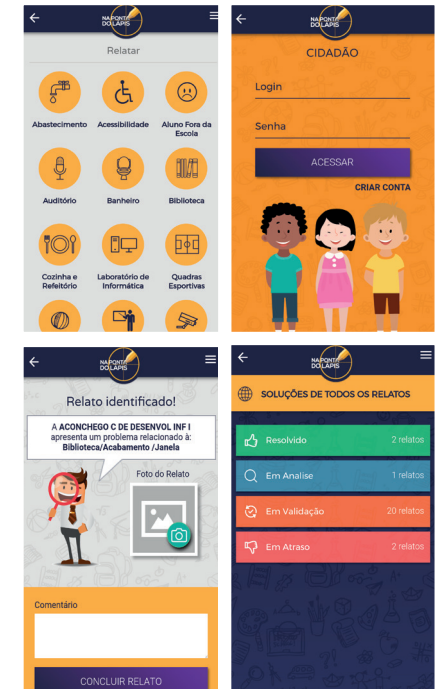 NA PONTA
DO LÁPIS
Relatar
Abastecimento
Acessibilidade
Aluno Fora da
Escola
Auditório
Banheiro
Biblioteca
Cozinha e
Refeitório
Laboratório de
Informática
Quadras
Esportivas
NA PONTA
DO LÁPIS
CIDADÃO
Login
Senha
ACESSAR
CRIAR CONTA
NA PONTA
DO LÁPIS
Relato identificado!
A ACONCHEGO C DE DESENVOL INF I
apresenta um problema relacionado à:
Biblioteca/Acabamento /Janela
Foto do Relato
Comentário
CONCLUIR RELATO
NA PONTA
DO LÁPIS
SOLUÇÕES DE TODOS OS RELATOS
Resolvido 2 relatos
Em Analise 1 relatos
Em Validação 20 relatos
Em Atraso 2 relatos